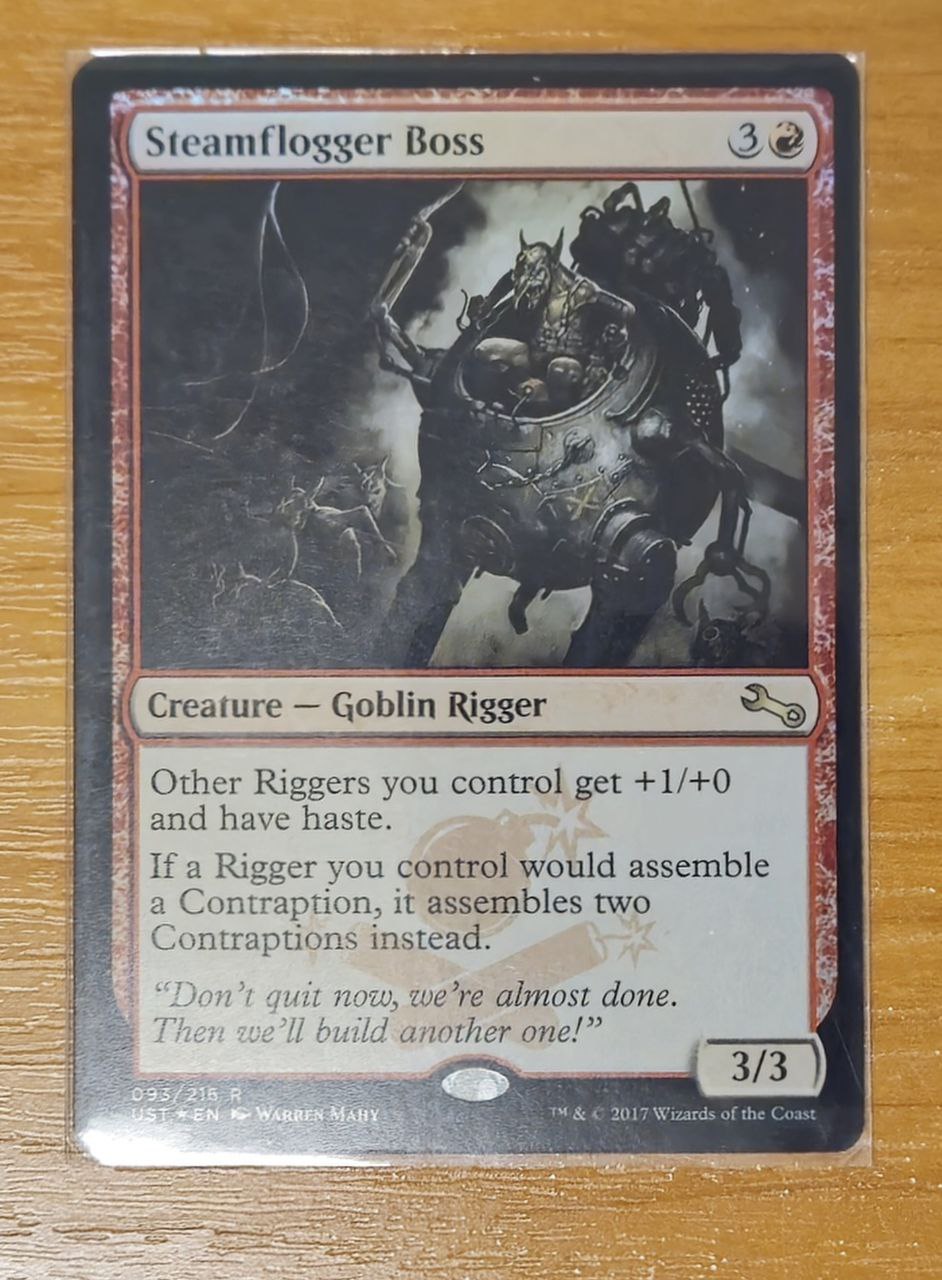 Steamflogger Boss 3
Creature — Goblin Rigger
Other Riggers you control get +1/+0
and have haste.
If a Rigger you control would assemble
a Contraption, it assembles two
Contraptions instead.
“Don’t quit now, we’re almost done.
Then we’ll build another one!”
3/3
093/216 R
UST ★ EN Warren Mahy
™ & © 2017 Wizards of the Coast